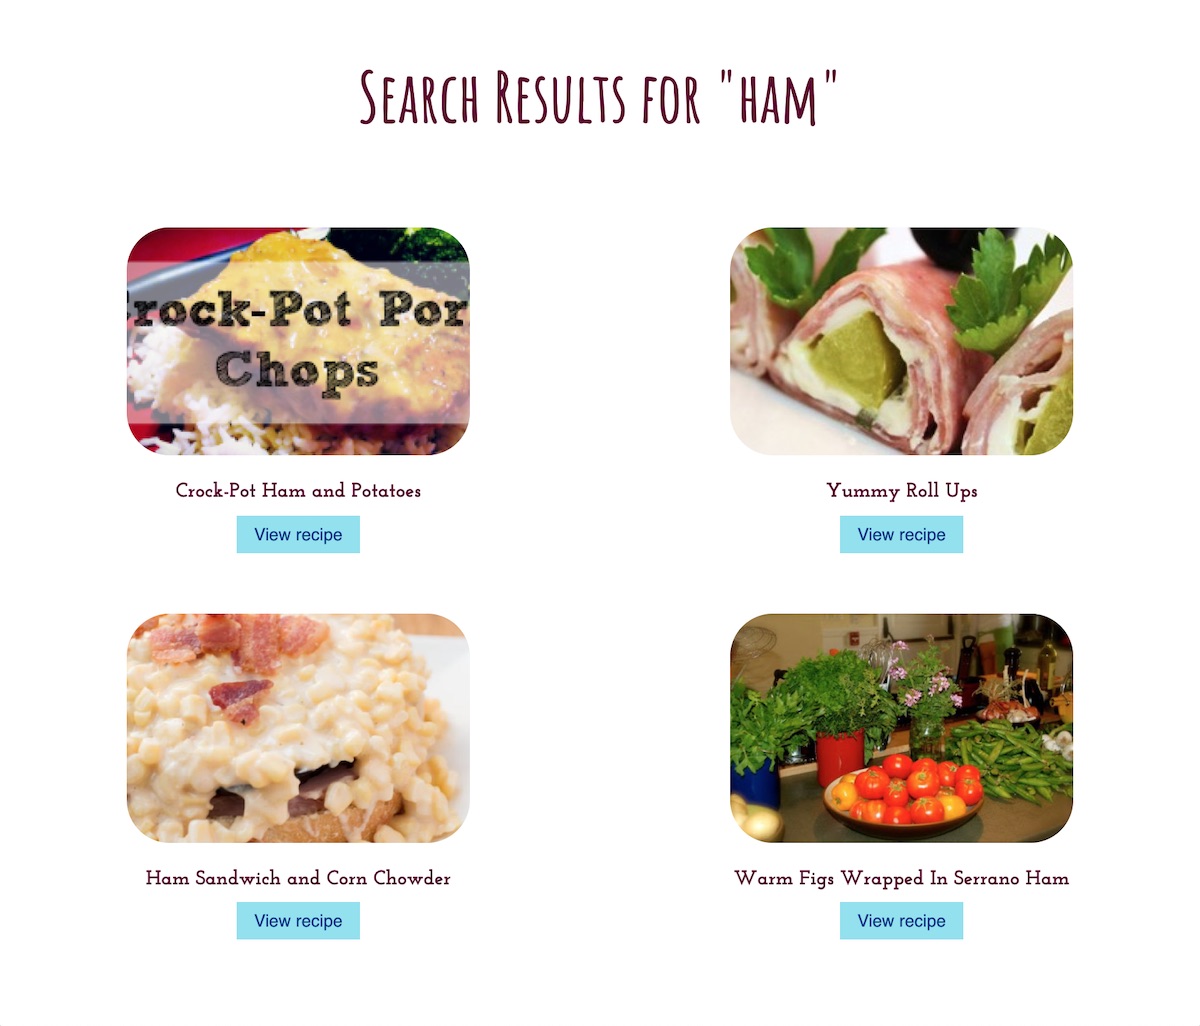 Search Results for "ham"
Crock-Pot Por
Chops
Crock-Pot Ham and Potatoes
View recipe
Yummy Roll Ups
View recipe
Ham Sandwich and Corn Chowder
View recipe
Warm Figs Wrapped In Serrano Ham
View recipe